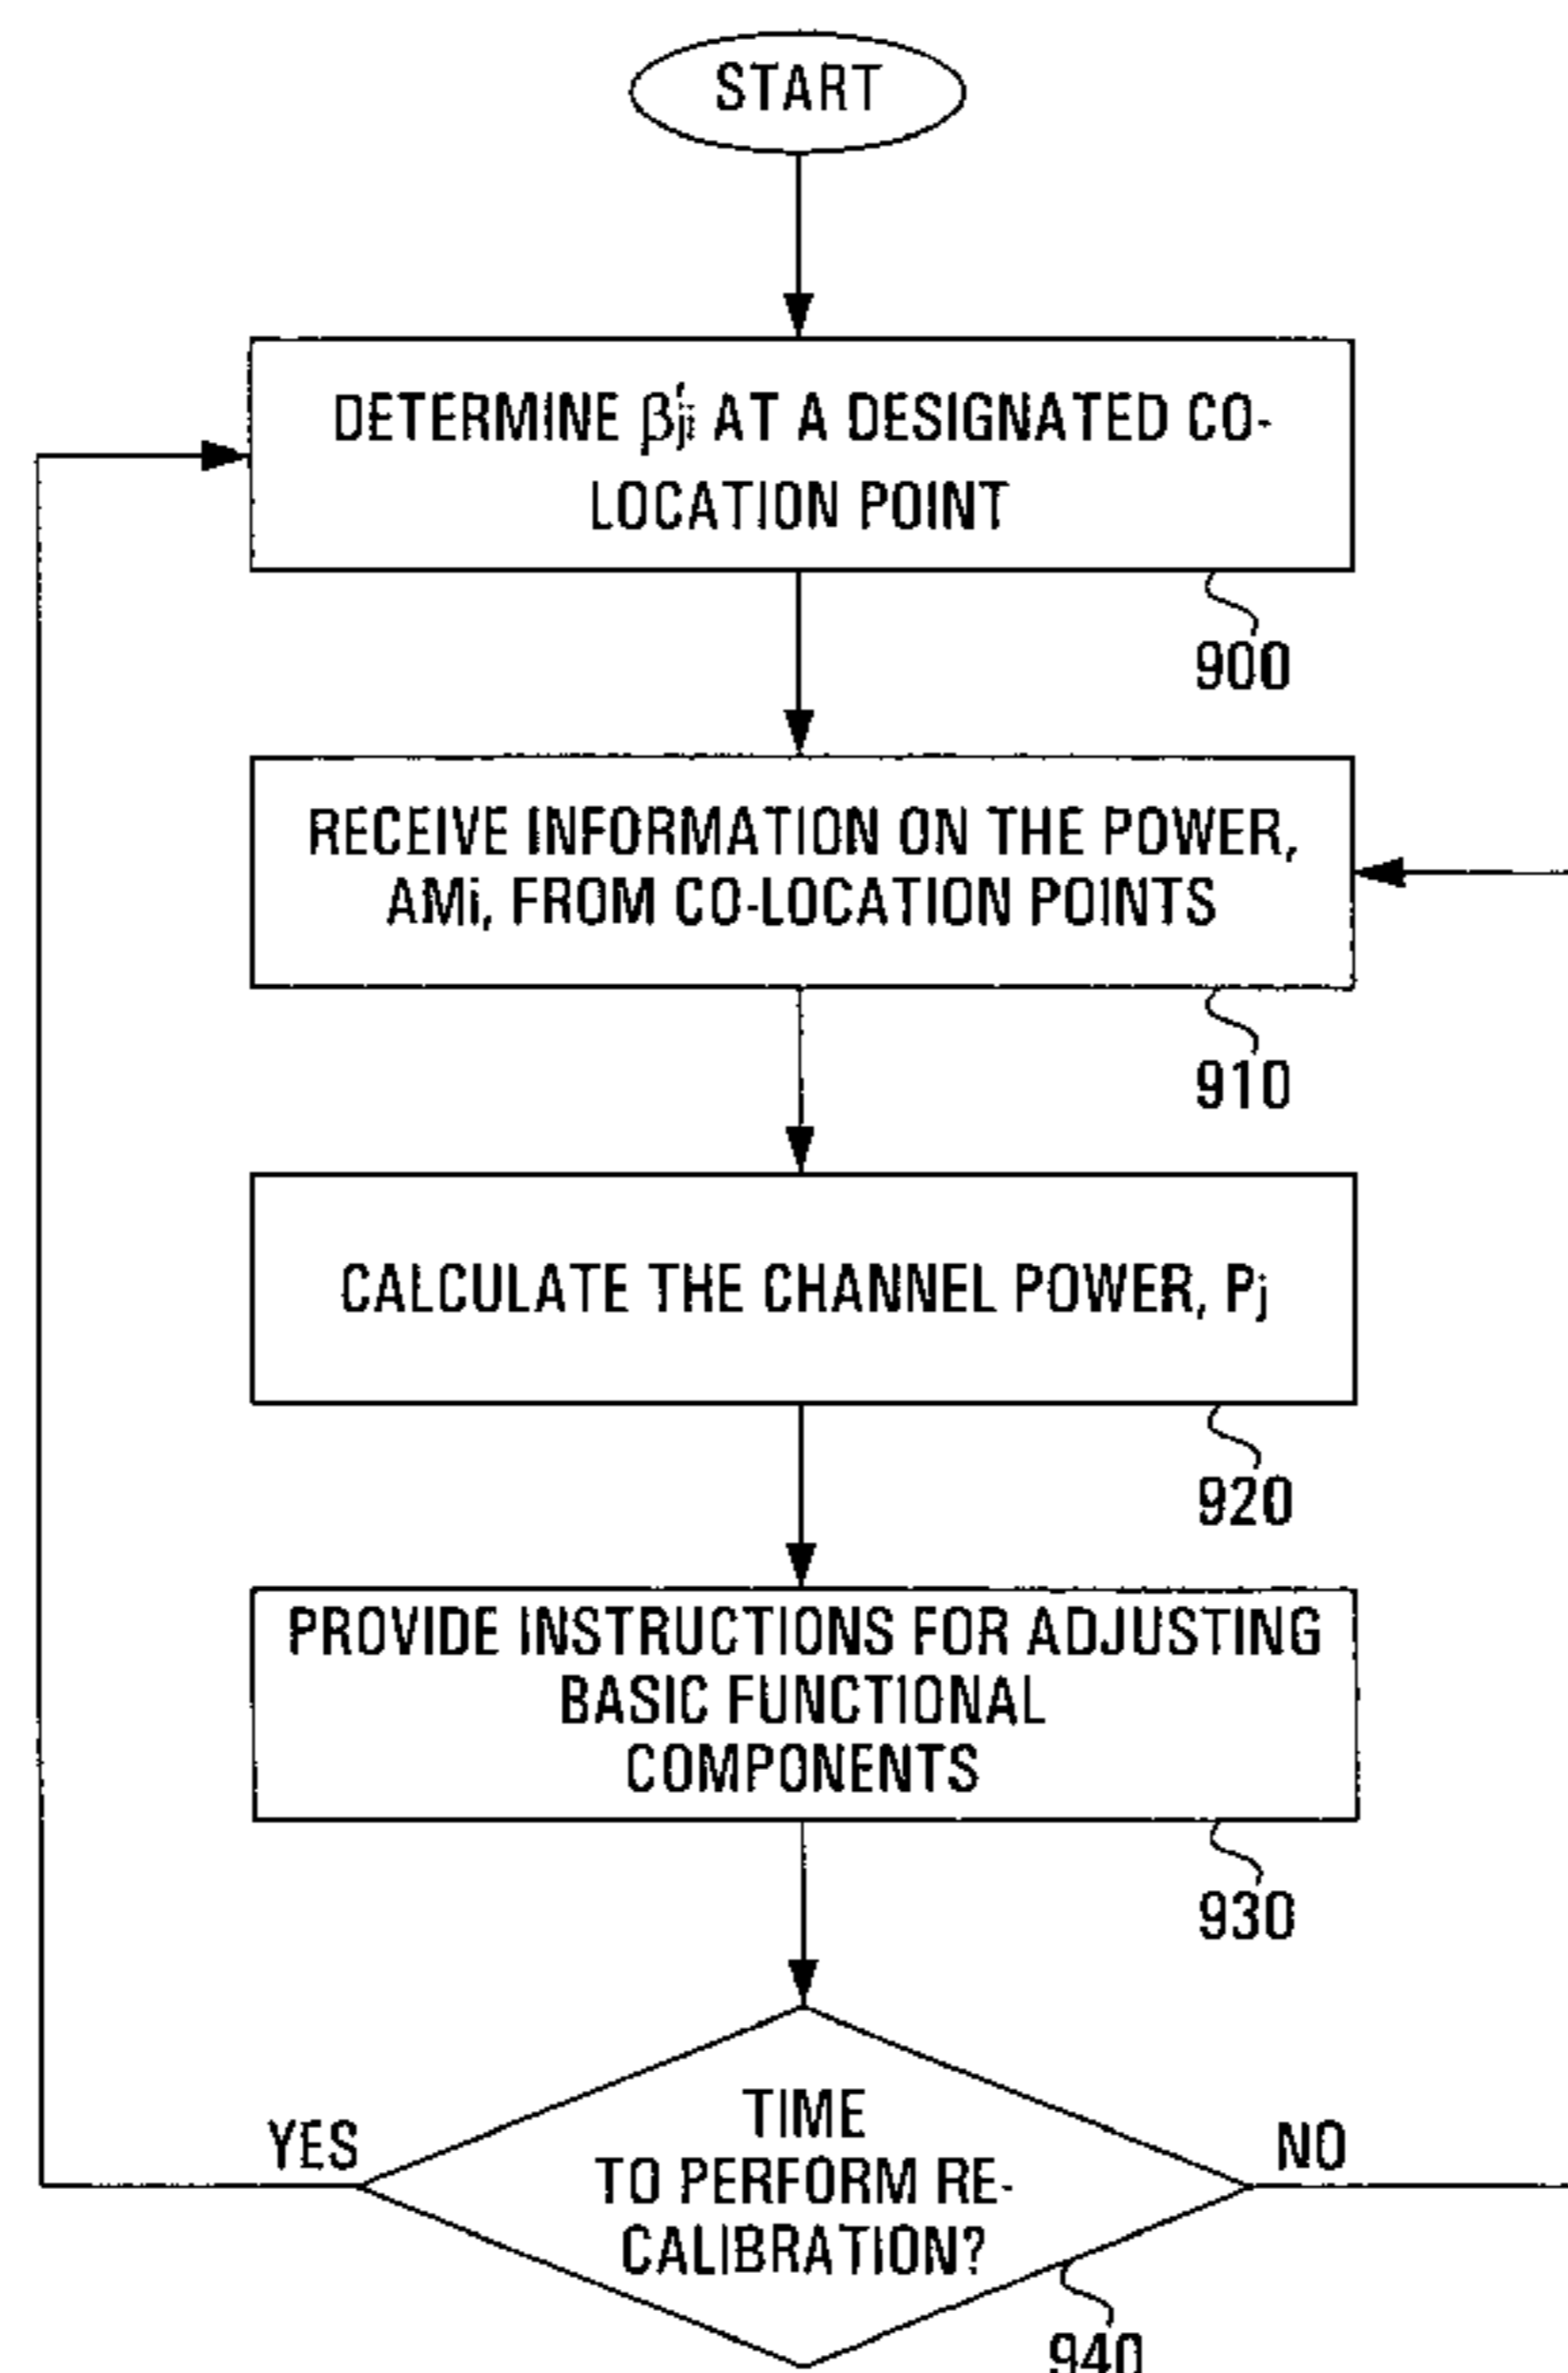 START
DETERMINE β'ji AT A DESIGNATED CO-
LOCATION POINT
900
RECEIVE INFORMATION ON THE POWER,
AMi, FROM CO-LOCATION POINTS
910
CALCULATE THE CHANNEL POWER, Pj
920
PROVIDE INSTRUCTIONS FOR ADJUSTING
BASIC FUNCTIONAL
COMPONENTS
930
TIME
TO PERFORM RE-
CALIBRATION?
YES
NO
940